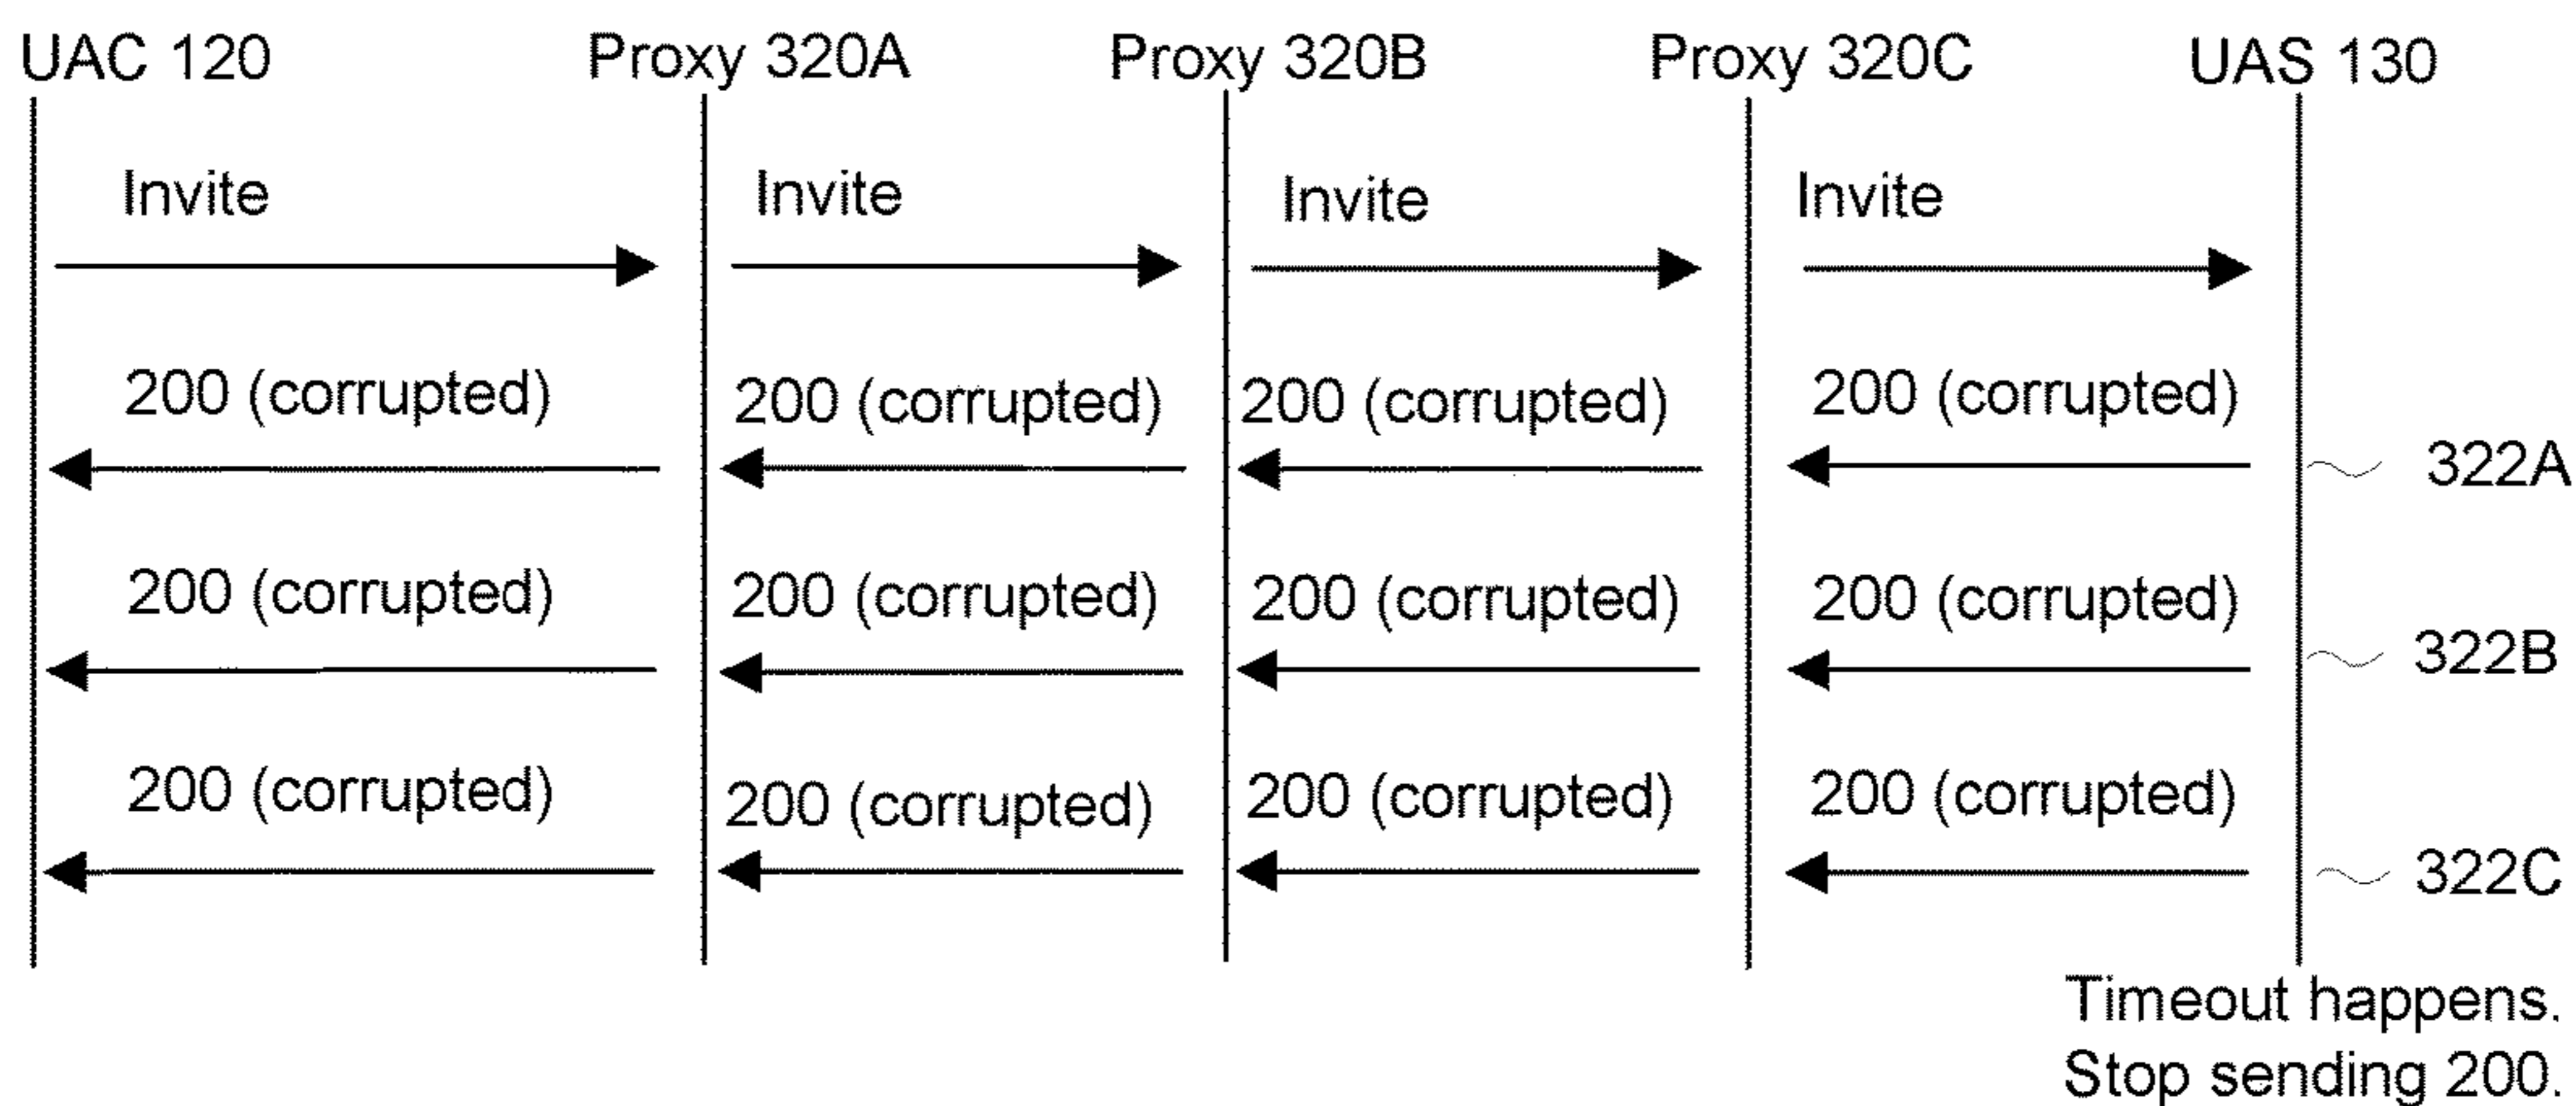 UAC 120 Proxy 320A Proxy 320B Proxy 320C UAS 130
Invite Invite Invite Invite
200 (corrupted) 200 (corrupted) 200 (corrupted) 200 (corrupted)
322A
200 (corrupted) 200 (corrupted) 200 (corrupted) 200 (corrupted)
322B
200 (corrupted) 200 (corrupted) 200 (corrupted) 200 (corrupted)
322C
Timeout happens.
Stop sending 200.